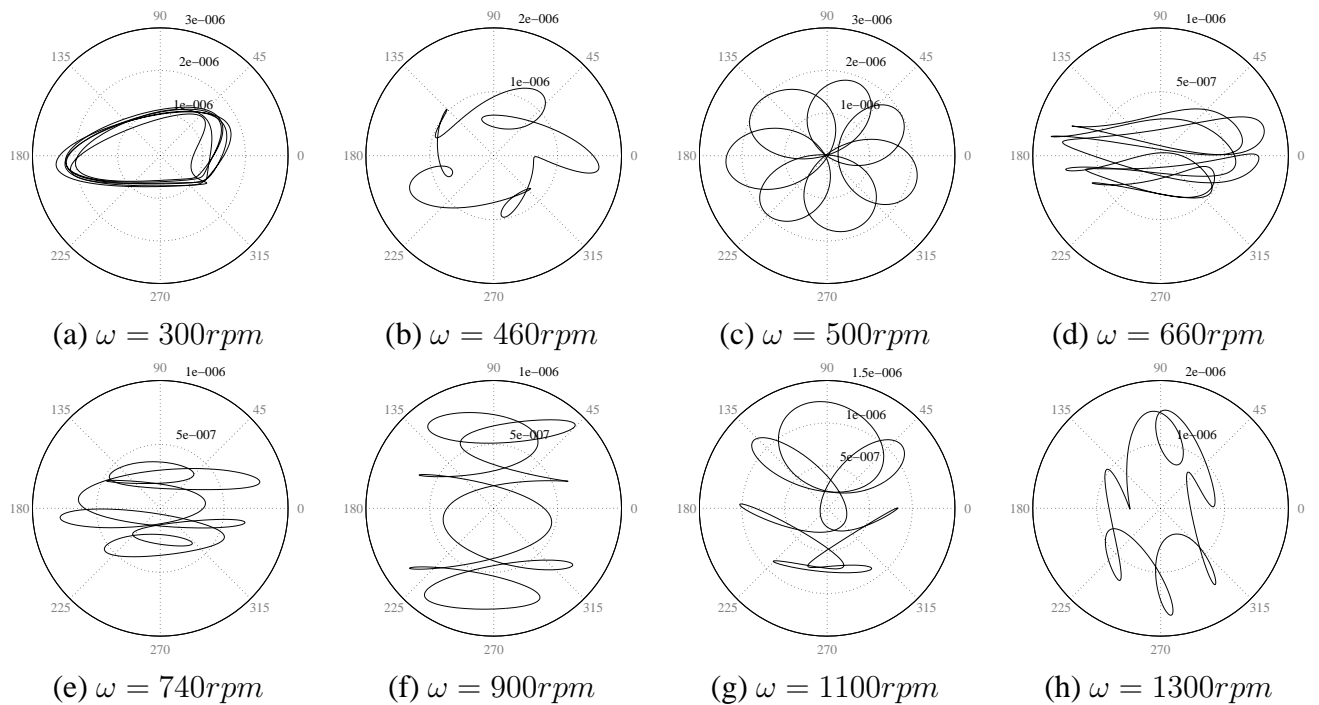 90 3e−006 90 2e−006 90 3e−006 90 1e−006
135 2e−006 45 135 45 135 2e−006 45 135 45
1e−006 1e−006 1e−006 5e−007
180 0 180 0 180 0 180 0
225 315 225 315 225 315 225 315
270 270 270 270
(a) ω = 300rpm (b) ω = 460rpm (c) ω = 500rpm (d) ω = 660rpm
90 1e−006 90 1e−006 90 1.5e−006 90 2e−006
135 45 135 45 135 1e−006 45 135 45
5e−007 5e−007 5e−007 1e−006
180 0 180 0 180 0 180 0
225 315 225 315 225 315 225 315
270 270 270 270
(e) ω = 740rpm (f) ω = 900rpm (g) ω = 1100rpm (h) ω = 1300rpm